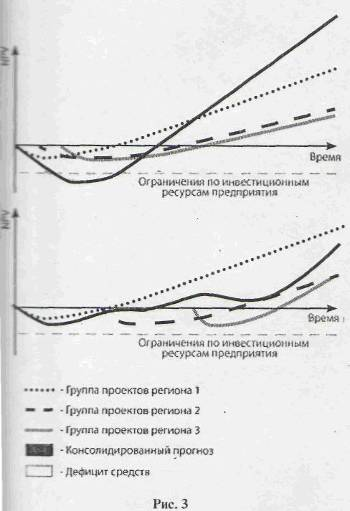 NPV
Время
Ограничения по инвестиционным
ресурсам предприятия
NPV
Время
Ограничения по инвестиционным
ресурсам предприятия
- Группа проектов региона 1
- Группа проектов региона 2
- Группа проектов региона 3
- Консолидированный прогноз
- Дефицит средств
Рис. 3